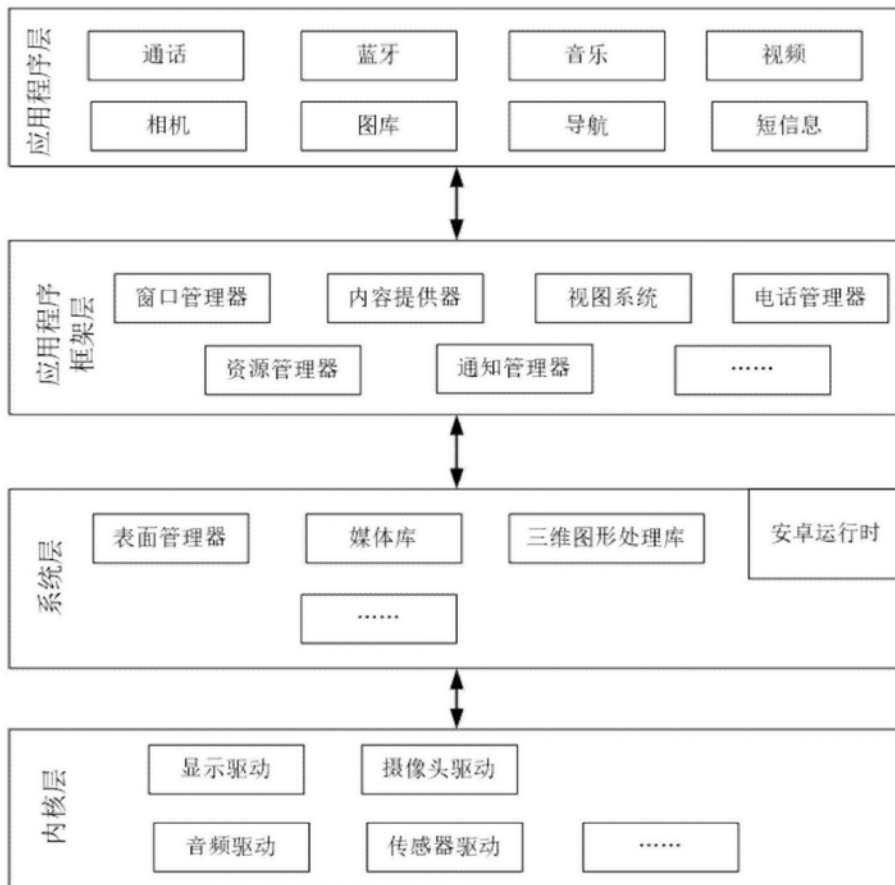 应用程序层
通话
蓝牙
音乐
视频
相机
图库
导航
短信息
应用程序
框架层
窗口管理器
内容提供器
视图系统
电话管理器
资源管理器
通知管理器
……
系统层
表面管理器
媒体库
三维图形处理库
安卓运行时
……
内核层
显示驱动
摄像头驱动
音频驱动
传感器驱动
……